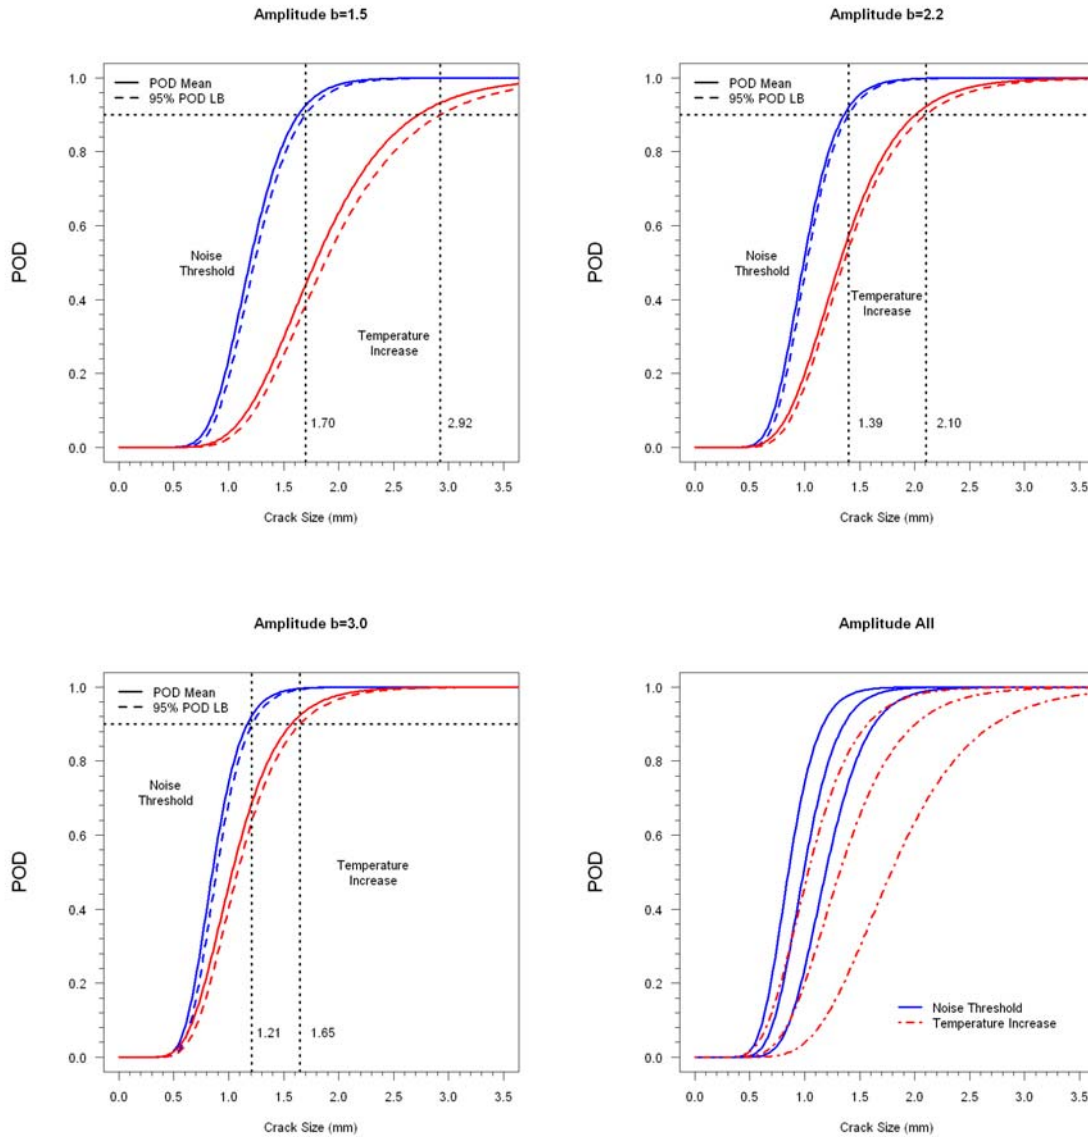 Amplitude b=1.5
POD Mean
95% POD LB
Noise
Threshold
Temperature
Increase
1.70
2.92
POD
1.0
0.8
0.6
0.4
0.2
0.0
0.0 0.5 1.0 1.5 2.0 2.5 3.0 3.5
Crack Size (mm)
Amplitude b=2.2
POD Mean
95% POD LB
Noise
Threshold
Temperature
Increase
1.39
2.10
POD
1.0
0.8
0.6
0.4
0.2
0.0
0.0 0.5 1.0 1.5 2.0 2.5 3.0 3.5
Crack Size (mm)
Amplitude b=3.0
POD Mean
95% POD LB
Noise
Threshold
Temperature
Increase
1.21
1.65
POD
1.0
0.8
0.6
0.4
0.2
0.0
0.0 0.5 1.0 1.5 2.0 2.5 3.0 3.5
Crack Size (mm)
Amplitude All
Noise Threshold
Temperature Increase
POD
1.0
0.8
0.6
0.4
0.2
0.0
0.0 0.5 1.0 1.5 2.0 2.5 3.0 3.5
Crack Size (mm)